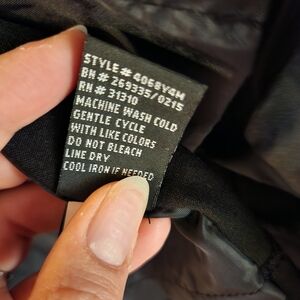 STYLE# 4068V4M
BN# 269335/0215
RN# 31310
MACHINE WASH COLD
GENTLE CYCLE
WITH LIKE COLORS
DO NOT BLEACH
LINE DRY
COOL IRON IF NEEDED